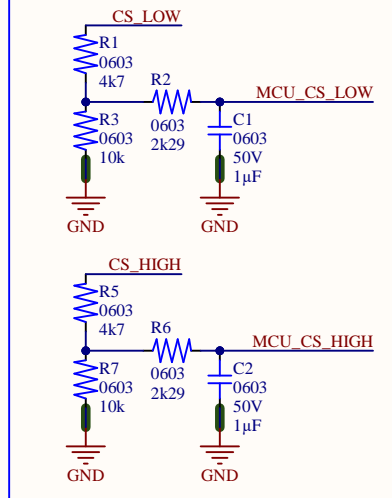 CS_LOW
R1
0603
4k7
R2
0603
2k29
MCU_CS_LOW
R3
0603
10k
C1
0603
50V
1µF
GND
GND
CS_HIGH
R5
0603
4k7
R6
0603
2k29
MCU_CS_HIGH
R7
0603
10k
C2
0603
50V
1µF
GND
GND